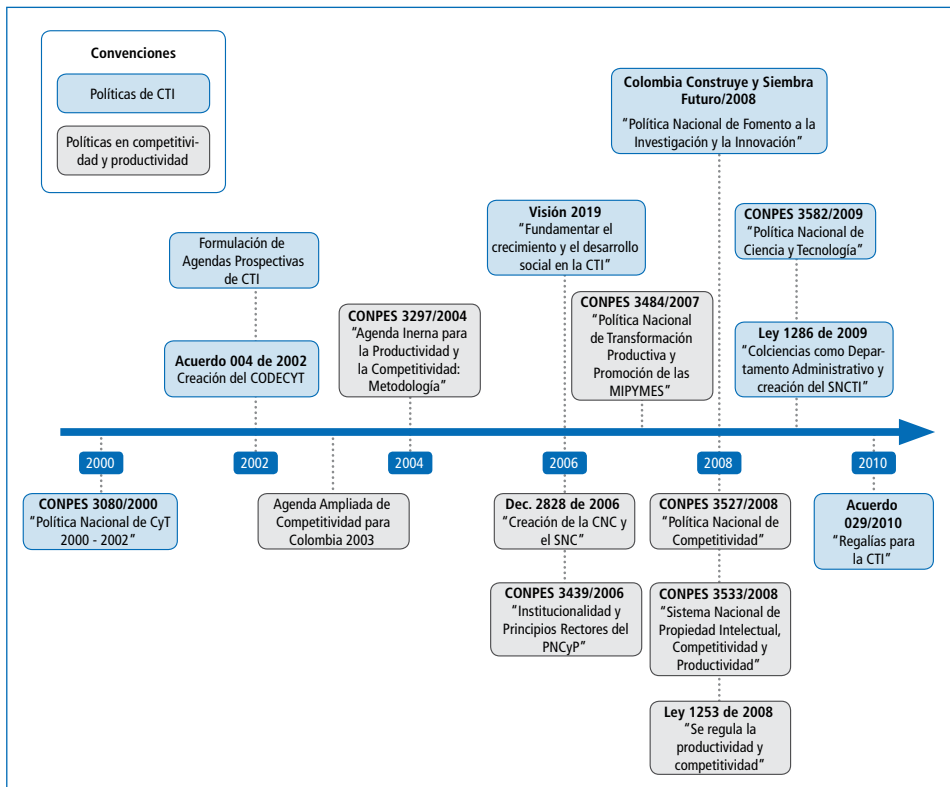 Convenciones
Políticas de CTI
Políticas en competitivi-
dad y productividad
Colombia Construye y Siembra
Futuro/2008
“Política Nacional de Fomento a la
Investigación y la Innovación”
Visión 2019
“Fundamentar el
crecimiento y el desarrollo
social en la CTI”
CONPES 3582/2009
“Política Nacional de
Ciencia y Tecnología”
Formulación de
Agendas Prospectivas
de CTI
CONPES 3297/2004
“Agenda Inerna para
la Productividad y
la Competitividad:
Metodología”
CONPES 3484/2007
“Política Nacional
de Transformación
Productiva y
Promoción de las
MIPYMES”
Acuerdo 004 de 2002
Creación del CODECYT
Ley 1286 de 2009
“Colciencias como Depar-
tamento Administrativo y
creación del SNCTI”
2000
2002
2004
2006
2008
2010
CONPES 3080/2000
“Política Nacional de CyT
2000 - 2002”
Agenda Ampliada de
Competitividad para
Colombia 2003
Dec. 2828 de 2006
“Creación de la CNC y
el SNC”
CONPES 3527/2008
“Política Nacional de
Competitividad”
Acuerdo
029/2010
“Regalías para
la CTI”
CONPES 3439/2006
“Institucionalidad y
Principios Rectores del
PNCyP”
CONPES 3533/2008
“Sistema Nacional de
Propiedad Intelectual,
Competitividad y
Productividad”
Ley 1253 de 2008
“Se regula la
productividad y
competitividad”